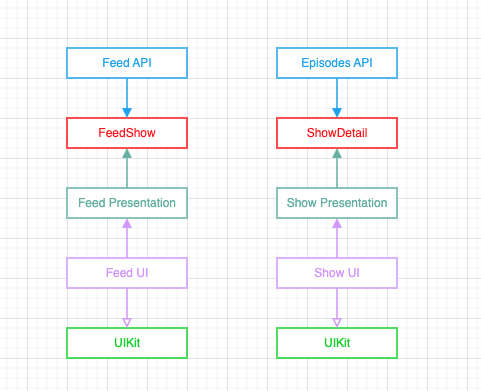 Feed API
Episodes API
FeedShow
ShowDetail
Feed Presentation
Show Presentation
Feed UI
Show UI
UIKit
UIKit